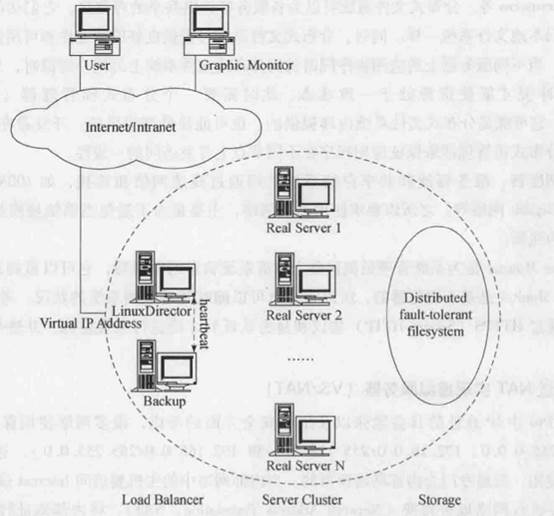 User
Graphic Monitor
Internet/Intranet
Real Server 1
LinuxDirector
Real Server 2
Virtual IP Address
heartbeat
Distributed
fault-tolerant
filesystem
Backup
……
Real Server N
Load Balancer
Server Cluster
Storage